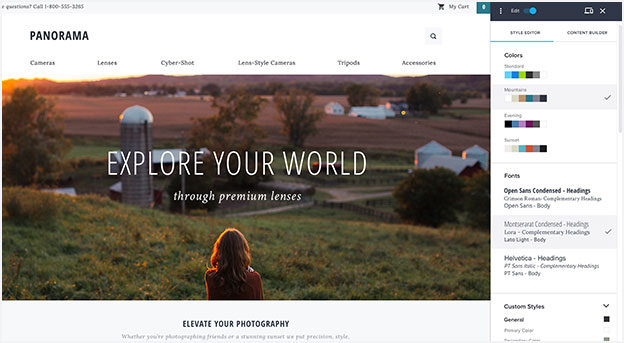 e questions? Call 1-800-555-3265
My Cart
0
PANORAMA
Cameras
Lenses
Cyber-Shot
Lens-Style Cameras
Tripods
Accessories
EXPLORE YOUR WORLD
through premium lenses
ELEVATE YOUR PHOTOGRAPHY
Whether you're photographing friends or a stunning sunset we put precision, style,
Edit
STYLE EDITOR
CONTENT BUILDER
Colors
Standard
Mountains
Evening
Sunset
Fonts
Open Sans Condensed - Headings
Crimson Roman- Complementary Headings
Open Sans - Body
Montserarat Condensed - Headings
Lora - Complementary Headings
Lato Light - Body
Helvetica - Headings
PT Sans Italic - Complementary Headings
PT Sans - Body
Custom Styles
General
Primary Color
Secondary Color